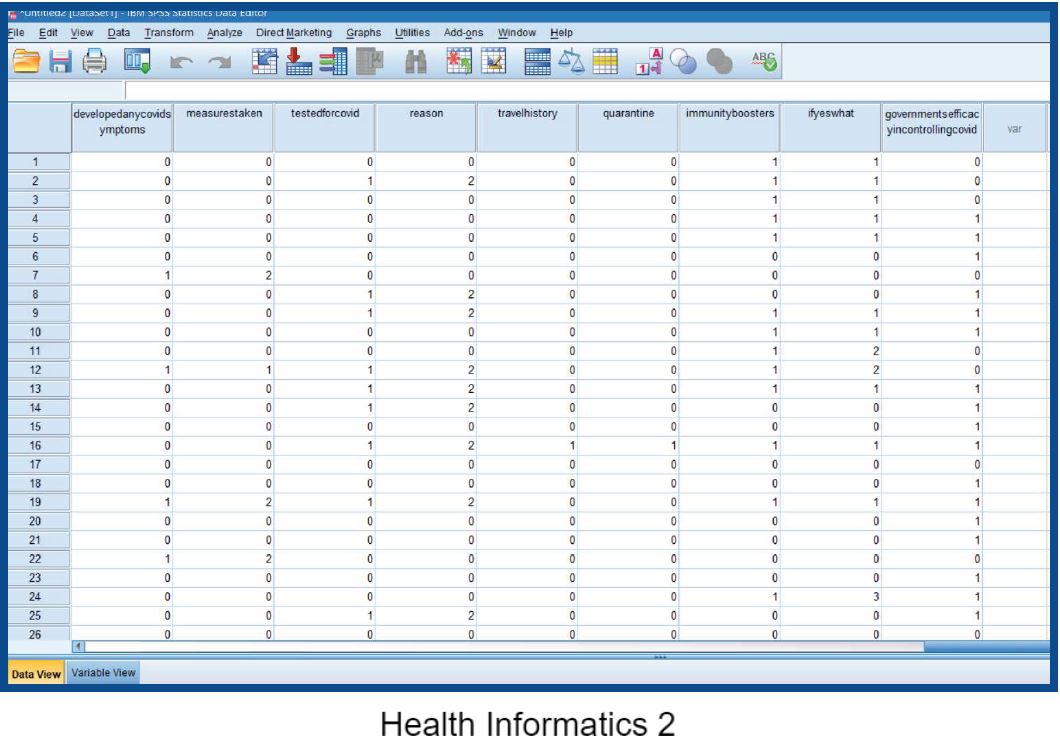 *Untitled2 [DataSet1] - IBM SPSS Statistics Data Editor
File Edit View Data Transform Analyze Direct Marketing Graphs Utilities Add-ons Window Help
developedanycovids measurestaken testedforcovid reason travelhistory quarantine immunityboosters ifyeswhat governmentsefficac
ymptoms yincontrollingcovid var
1 0 0 0 0 0 0 1 1 0
2 0 0 1 2 0 0 1 1 0
3 0 0 0 0 0 0 1 1 0
4 0 0 0 0 0 0 1 1 1
5 0 0 0 0 0 0 1 1 1
6 0 0 0 0 0 0 0 0 1
7 1 2 0 0 0 0 0 0 0
8 0 0 1 2 0 0 0 0 1
9 0 0 1 2 0 0 1 1 1
10 0 0 0 0 0 0 1 1 1
11 0 0 0 0 0 0 1 2 0
12 1 1 1 2 0 0 1 2 0
13 0 0 1 2 0 0 1 1 1
14 0 0 1 2 0 0 0 0 1
15 0 0 0 0 0 0 0 0 1
16 0 0 1 2 1 1 1 1 1
17 0 0 0 0 0 0 0 0 0
18 0 0 0 0 0 0 0 0 1
19 1 2 1 2 0 0 1 1 1
20 0 0 0 0 0 0 0 0 1
21 0 0 0 0 0 0 0 0 1
22 1 2 0 0 0 0 0 0 0
23 0 0 0 0 0 0 0 0 1
24 0 0 0 0 0 0 1 3 1
25 0 0 1 2 0 0 0 0 1
26 0 0 0 0 0 0 0 0 0
Data View Variable View
Health Informatics 2